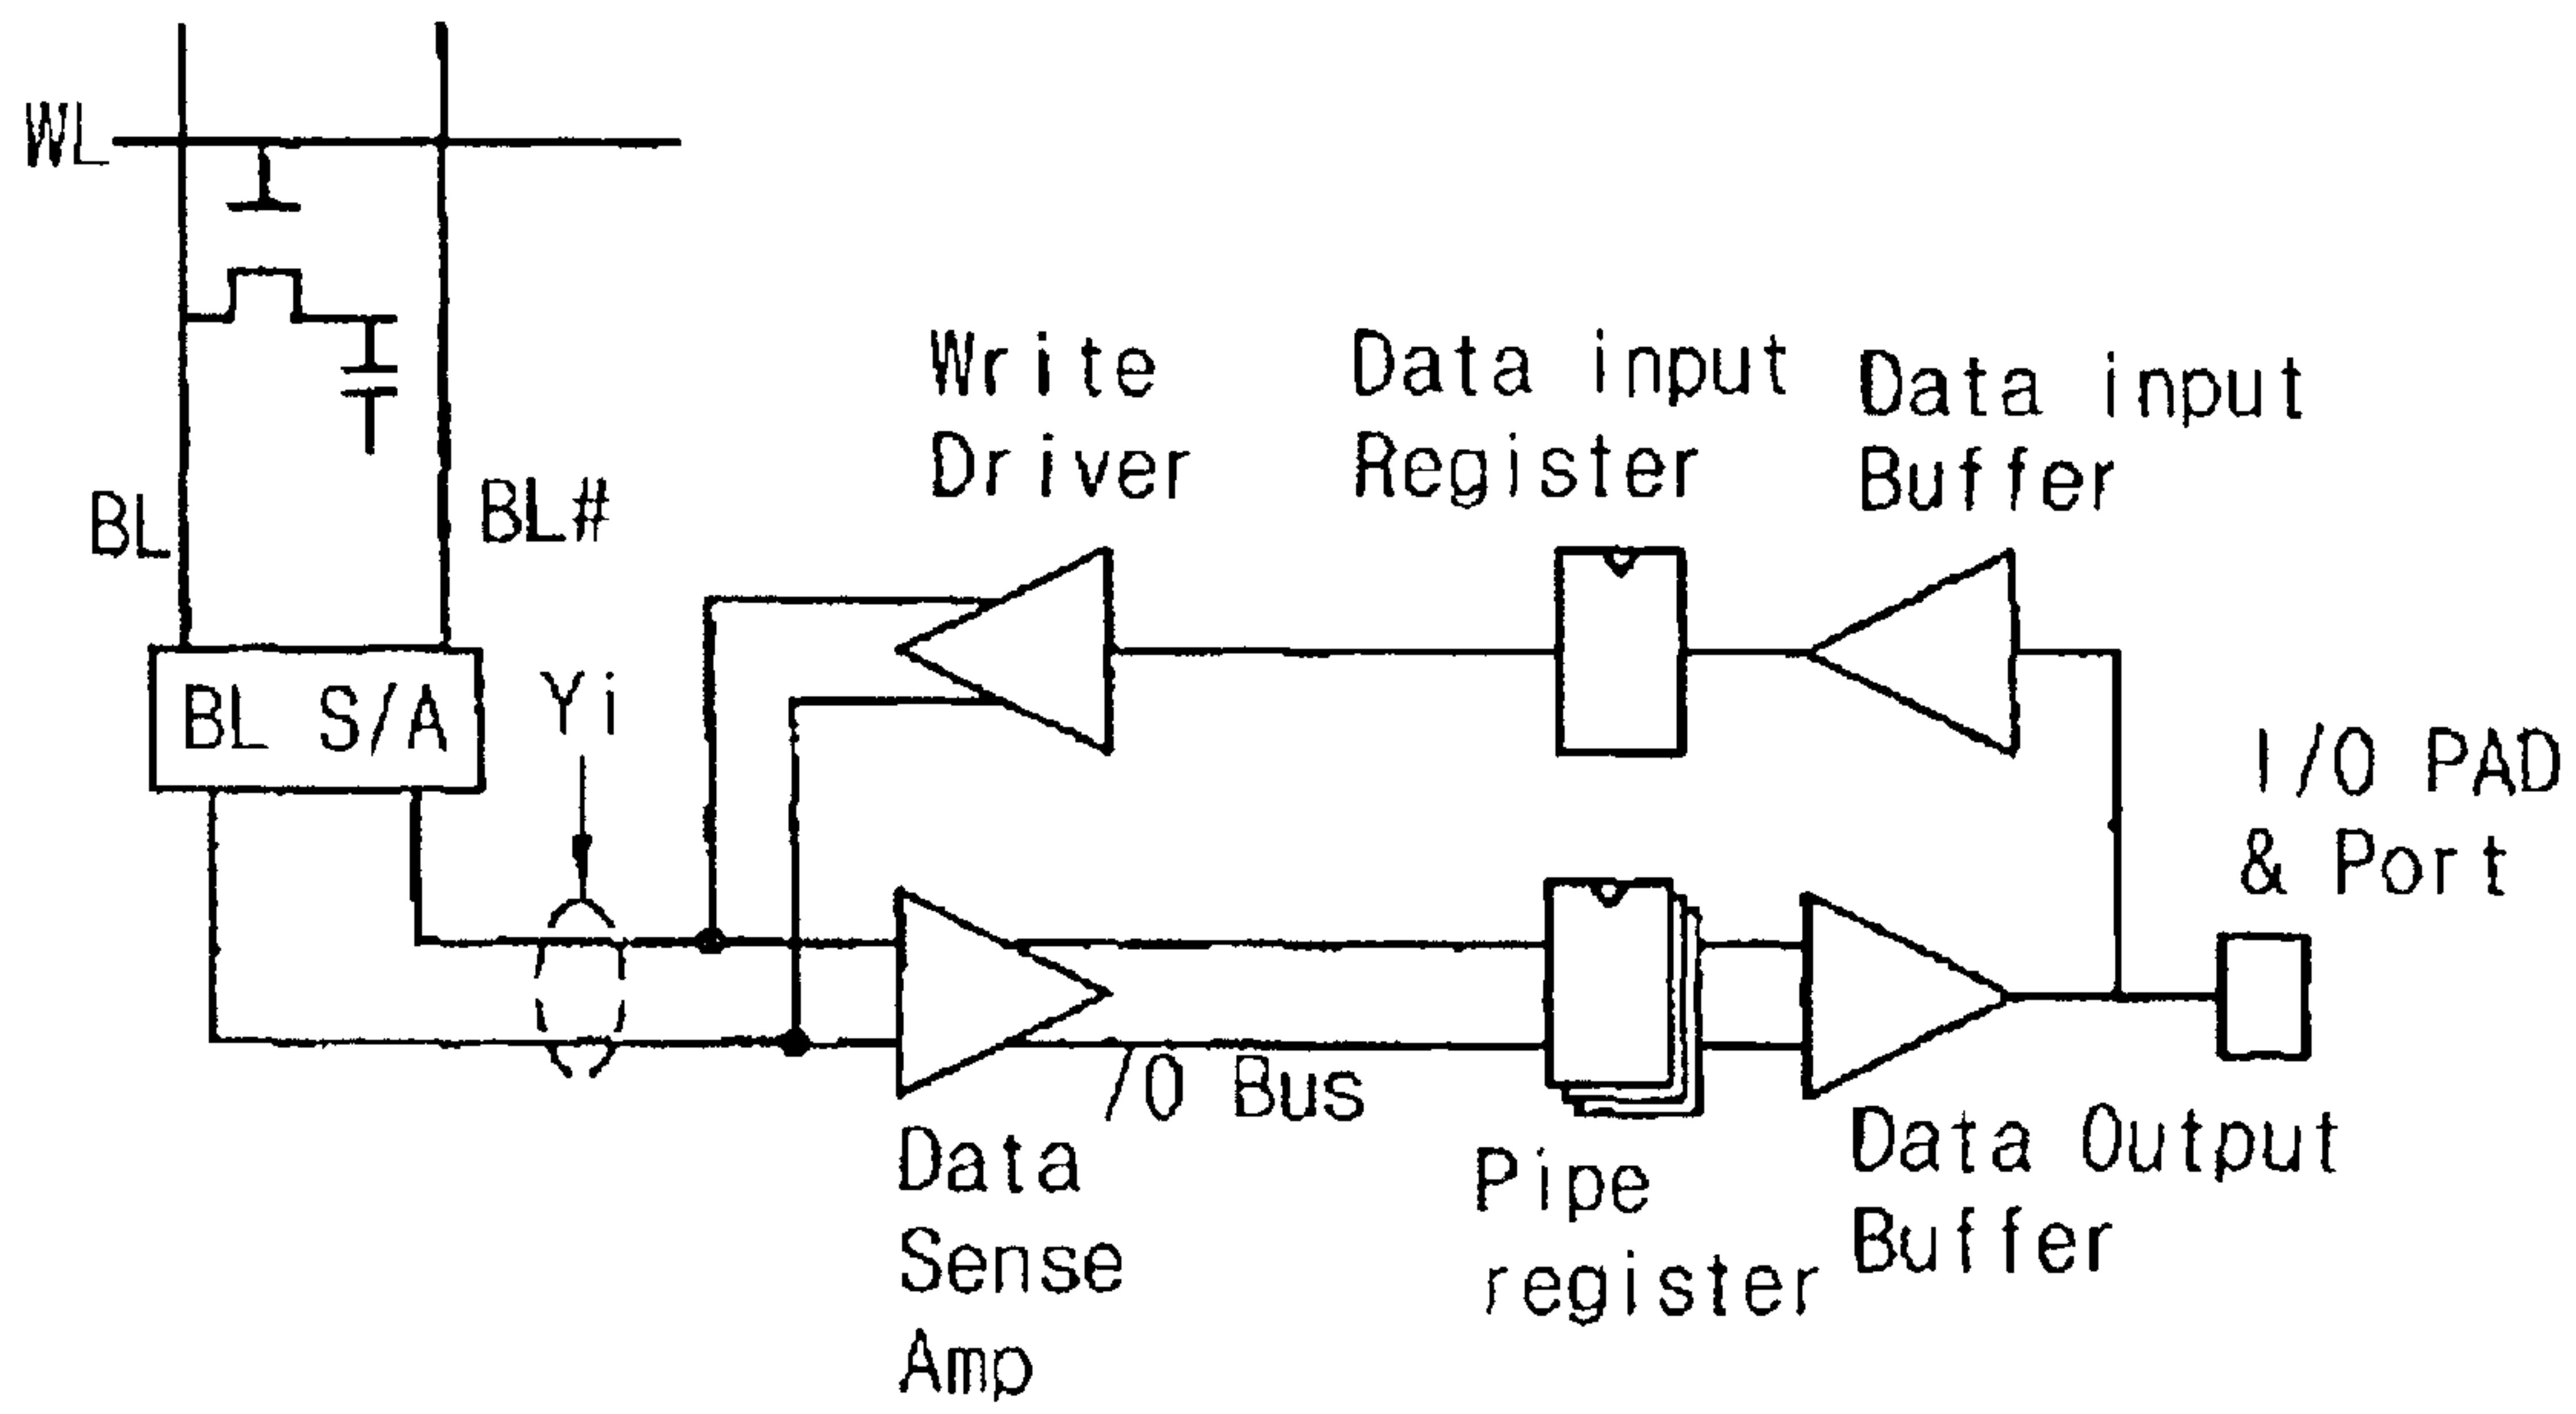 WL
BL
BL#
BL S/A
Yi
Write
Driver
Data input
Register
Data input
Buffer
I/O PAD
& Port
/O Bus
Data
Sense
Amp
Pipe
register
Data Output
Buffer